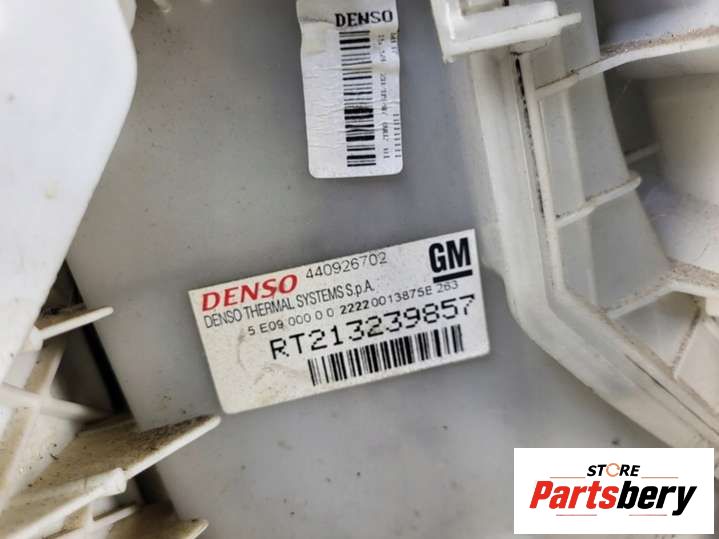 DENSO
DENSO 440926702 GM
DENSO THERMAL SYSTEMS S.p.A.
5 E09 000 0 0 2222 0013875E 263
RT213239857
STORE
Partsbery